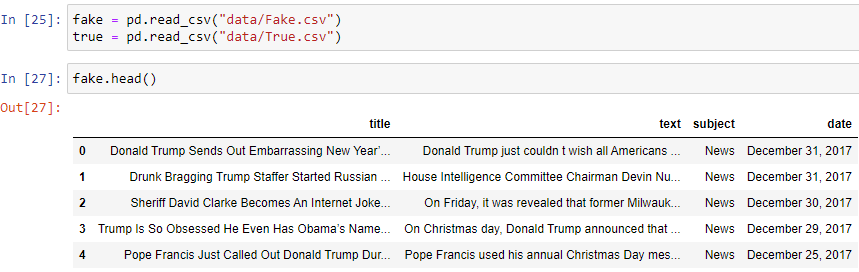 In [25]: fake = pd.read_csv("data/Fake.csv")
true = pd.read_csv("data/True.csv")
In [27]: fake.head()
Out[27]:
title text subject date
0 Donald Trump Sends Out Embarrassing New Year’... Donald Trump just couldn t wish all Americans ... News December 31, 2017
1 Drunk Bragging Trump Staffer Started Russian ... House Intelligence Committee Chairman Devin Nu... News December 31, 2017
2 Sheriff David Clarke Becomes An Internet Joke... On Friday, it was revealed that former Milwauk... News December 30, 2017
3 Trump Is So Obsessed He Even Has Obama’s Name... On Christmas day, Donald Trump announced that ... News December 29, 2017
4 Pope Francis Just Called Out Donald Trump Dur... Pope Francis used his annual Christmas Day mes... News December 25, 2017